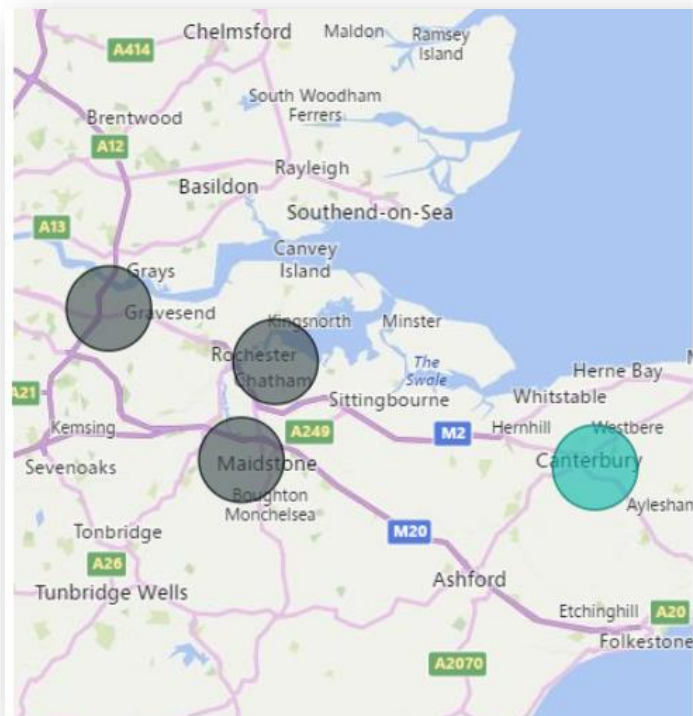 Chelmsford
Maldon
Ramsey
Island
A414
South Woodham
Ferrers
Brentwood
A12
Rayleigh
Basildon
Southend-on-Sea
A13
Canvey
Island
Grays
Gravesend
Kingsnorth
Minster
Rochester
Chatham
The
Swale
Herne Bay
A21
Sittingbourne
Whitstable
Kemsing
A249
M2
Hernhill
Westbere
Sevenoaks
Maidstone
Canterbury
Boughton
Monchelsea
Aylesham
Tonbridge
M20
A26
Ashford
Tunbridge Wells
Etchinghill
A20
Folkestone
A2070